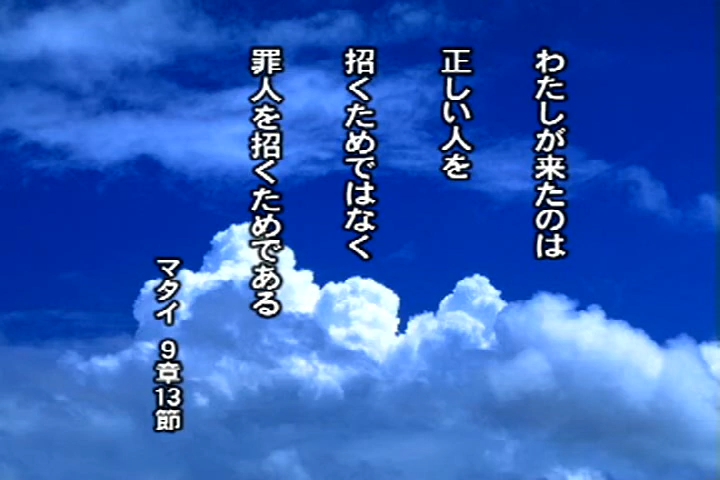 わたしが来たのは
正しい人を
招くためではなく
罪人を招くためである
マタイ 9章13節